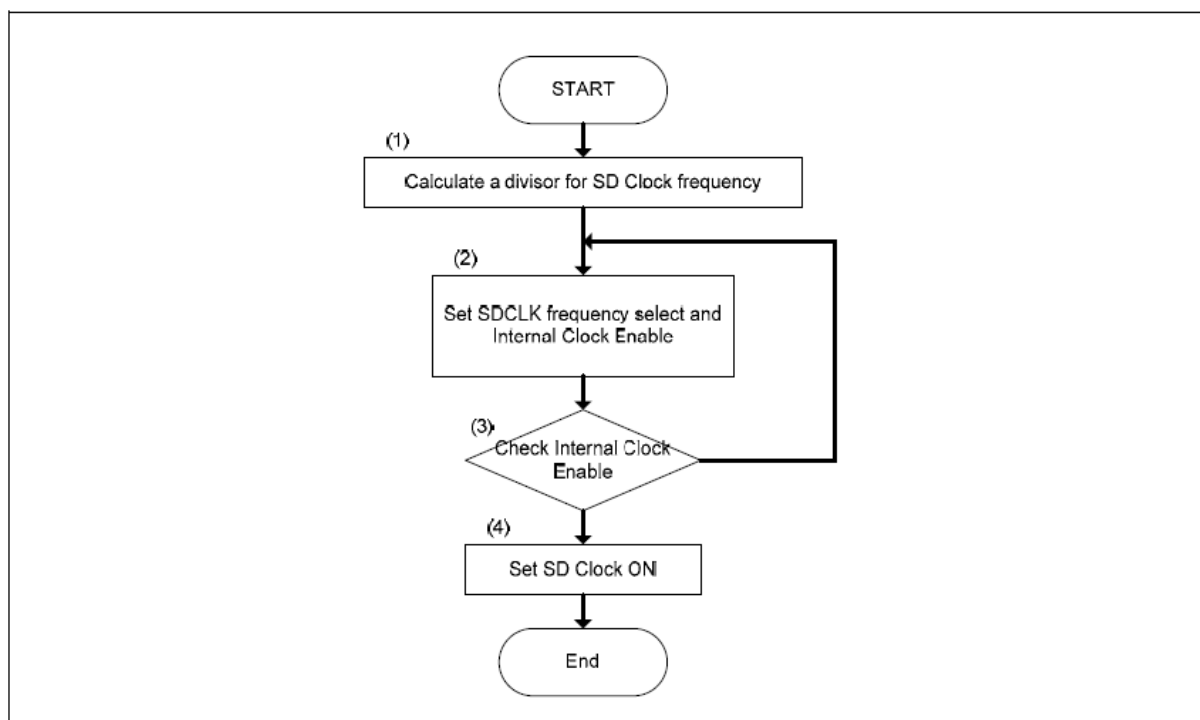 START
(1)
Calculate a divisor for SD Clock frequency
(2)
Set SDCLK frequency select and
Internal Clock Enable
(3)
Check Internal Clock
Enable
(4)
Set SD Clock ON
End